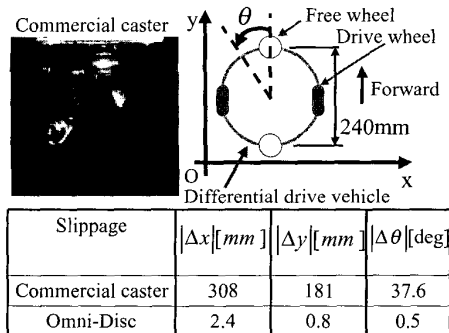 Commercial caster
y
θ
Free wheel
Drive wheel
Forward
240mm
O
x
Differential drive vehicle
Slippage |Δx|[mm] |Δy|[mm] |Δθ|[deg]
Commercial caster 308 181 37.6
Omni-Disc 2.4 0.8 0.5